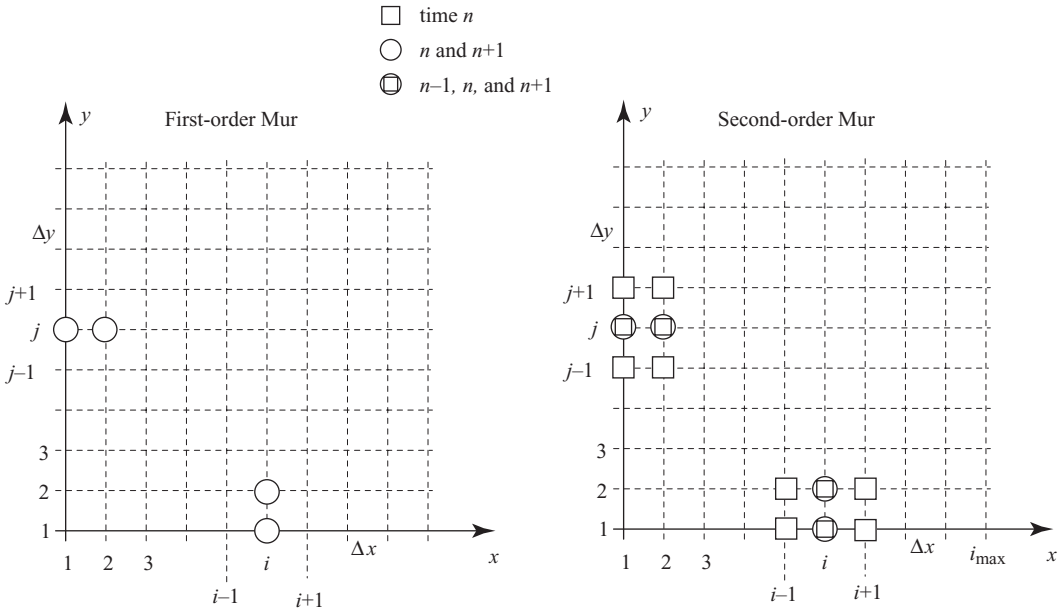 time n
n and n+1
n–1, n, and n+1
First-order Mur
y
Δy
j+1
j
j–1
3
2
1
1
2
3
i
Δx
x
i–1
i+1
Second-order Mur
y
Δy
j+1
j
j–1
3
2
1
1
2
3
i
Δx
imax
x
i–1
i+1